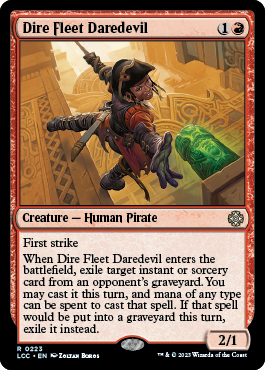 Dire Fleet Daredevil 1
Creature — Human Pirate
First strike
When Dire Fleet Daredevil enters the
battlefield, exile target instant or sorcery
card from an opponent's graveyard. You
may cast it this turn, and mana of any type
can be spent to cast that spell. If that spell
would be put into a graveyard this turn,
exile it instead.
2/1
R 0223
LCC • EN Zoltan Boros
™ & © 2023 Wizards of the Coast